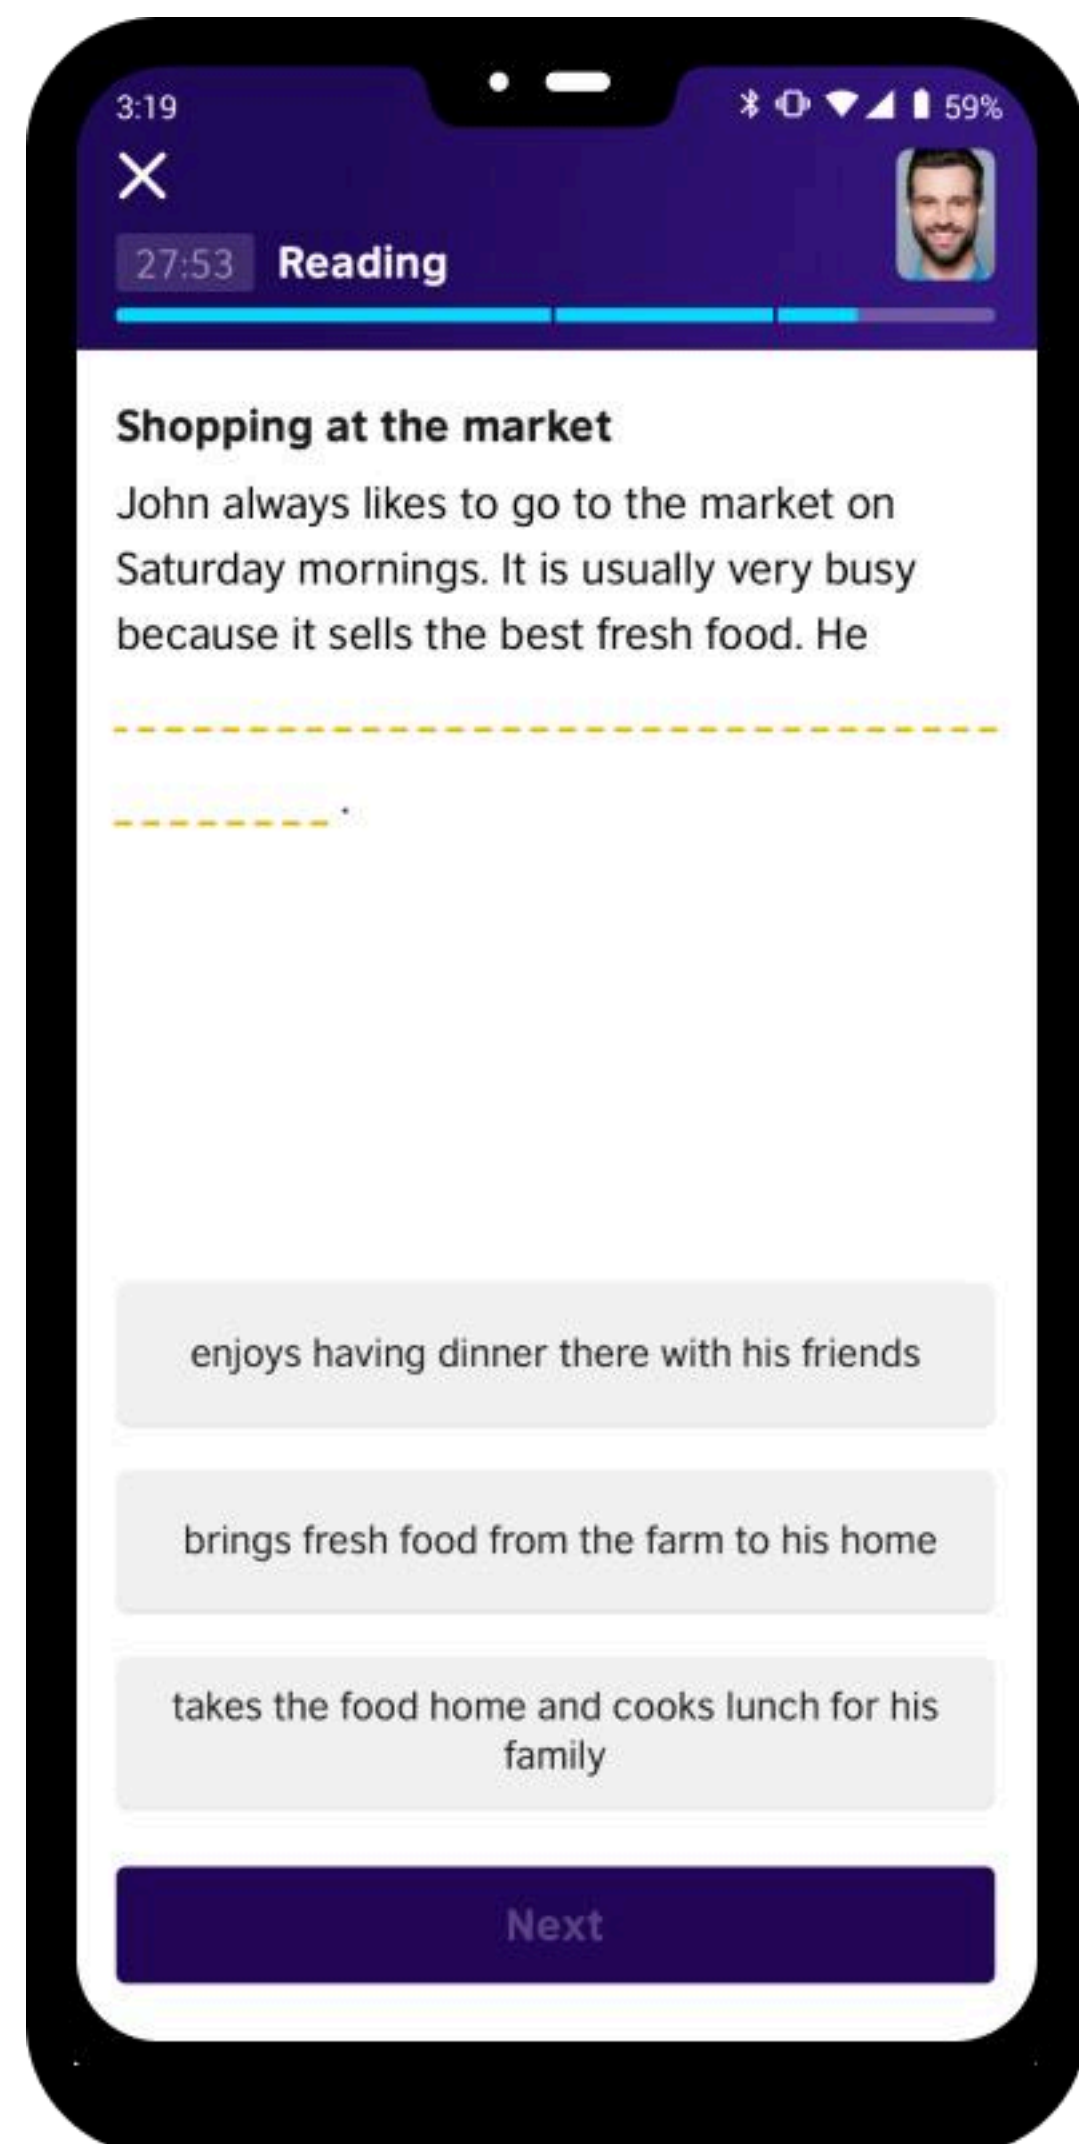 3:19
59%
27:53 Reading
Shopping at the market
John always likes to go to the market on
Saturday mornings. It is usually very busy
because it sells the best fresh food. He
.
enjoys having dinner there with his friends
brings fresh food from the farm to his home
takes the food home and cooks lunch for his
family
Next